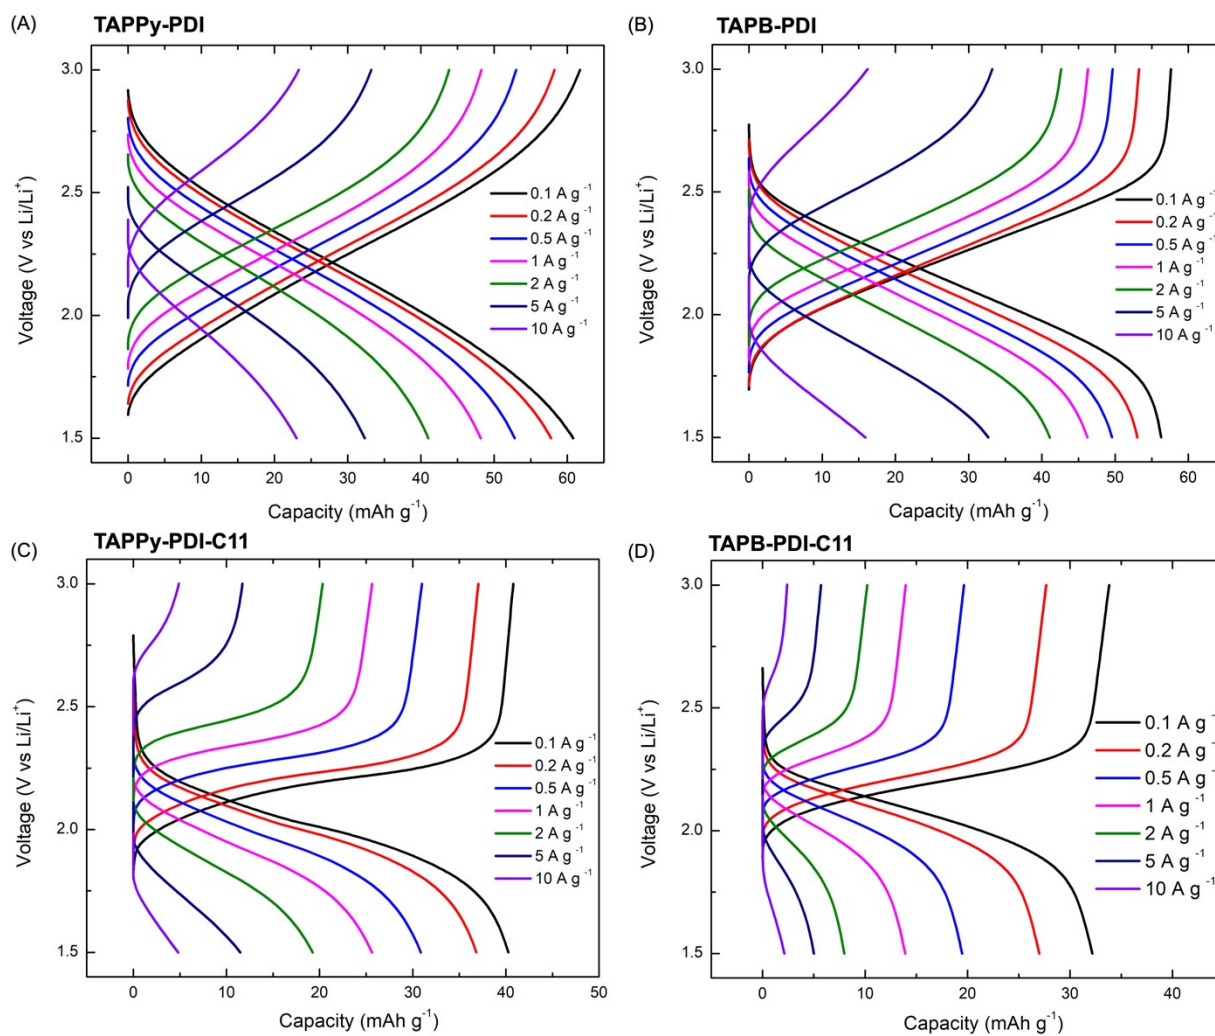 (A)
TAPPy-PDI
3.0
2.5
2.0
1.5
Voltage (V vs Li/Li⁺)
0.1 A g⁻¹
0.2 A g⁻¹
0.5 A g⁻¹
1 A g⁻¹
2 A g⁻¹
5 A g⁻¹
10 A g⁻¹
0 10 20 30 40 50 60
Capacity (mAh g⁻¹)
(B)
TAPB-PDI
3.0
2.5
2.0
1.5
Voltage (V vs Li/Li⁺)
0.1 A g⁻¹
0.2 A g⁻¹
0.5 A g⁻¹
1 A g⁻¹
2 A g⁻¹
5 A g⁻¹
10 A g⁻¹
0 10 20 30 40 50 60
Capacity (mAh g⁻¹)
(C)
TAPPy-PDI-C11
3.0
2.5
2.0
1.5
Voltage (V vs Li/Li⁺)
0.1 A g⁻¹
0.2 A g⁻¹
0.5 A g⁻¹
1 A g⁻¹
2 A g⁻¹
5 A g⁻¹
10 A g⁻¹
0 10 20 30 40 50
Capacity (mAh g⁻¹)
(D)
TAPB-PDI-C11
3.0
2.5
2.0
1.5
Voltage (V vs Li/Li⁺)
0.1 A g⁻¹
0.2 A g⁻¹
0.5 A g⁻¹
1 A g⁻¹
2 A g⁻¹
5 A g⁻¹
10 A g⁻¹
0 10 20 30 40
Capacity (mAh g⁻¹)